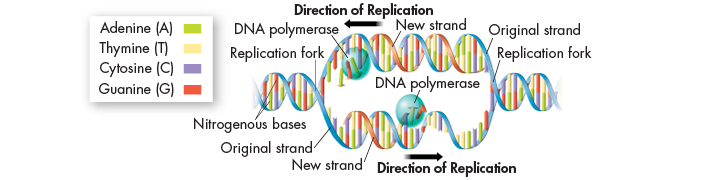 Adenine (A)
Thymine (T)
Cytosine (C)
Guanine (G)
Direction of Replication
New strand
DNA polymerase
Original strand
Replication fork
Replication fork
DNA polymerase
Nitrogenous bases
Original strand
New strand
Direction of Replication